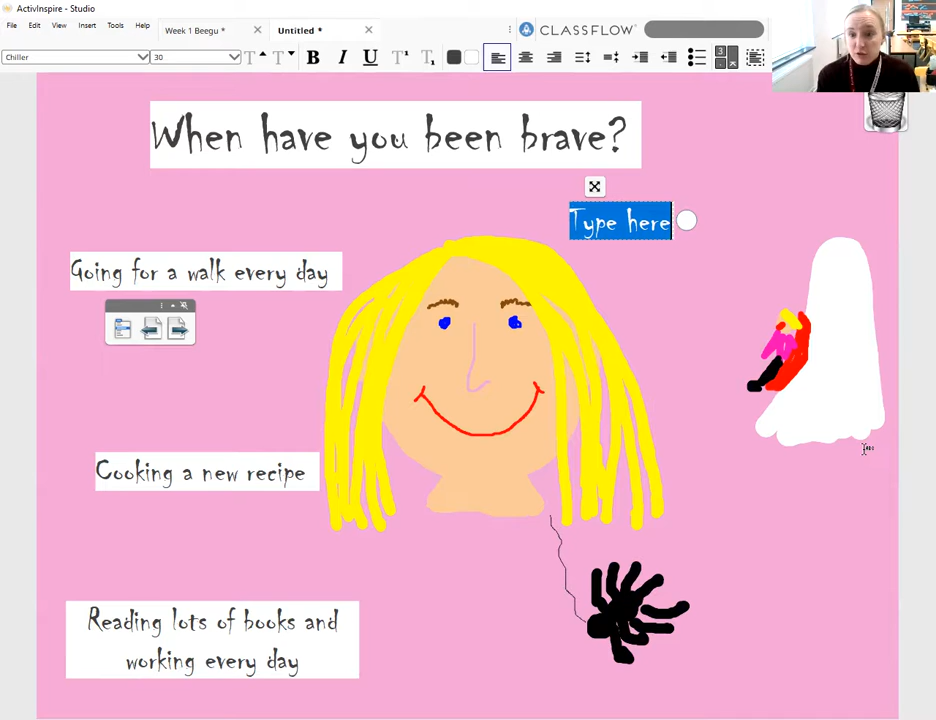 ActivInspire - Studio
File Edit View Insert Tools Help
Week 1 Beegu *
Untitled *
CLASSFLOW
Chiller
30
B I U T T
When have you been brave?
Type here
Going for a walk every day
Cooking a new recipe
Reading lots of books and
working every day